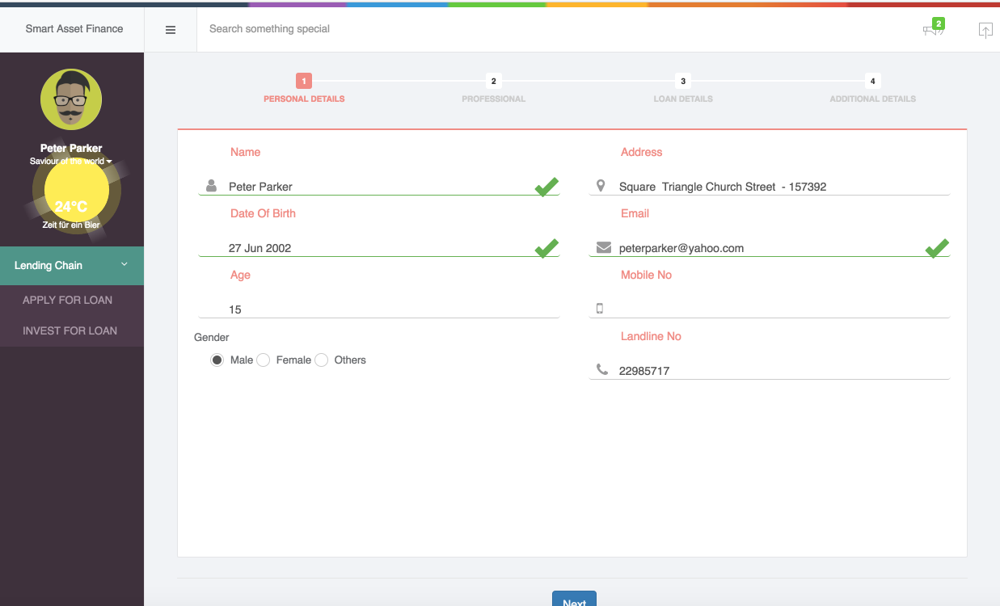 Smart Asset Finance
Search something special
2
1
2
3
4
PERSONAL DETAILS
PROFESSIONAL
LOAN DETAILS
ADDITIONAL DETAILS
Peter Parker
Saviour of the world
24°C
Zeit für ein Bier
Lending Chain
APPLY FOR LOAN
INVEST FOR LOAN
Name
Peter Parker
Date Of Birth
27 Jun 2002
Age
15
Gender
Male
Female
Others
Address
Square  Triangle Church Street  - 157392
Email
peterparker@yahoo.com
Mobile No
Landline No
22985717
Next